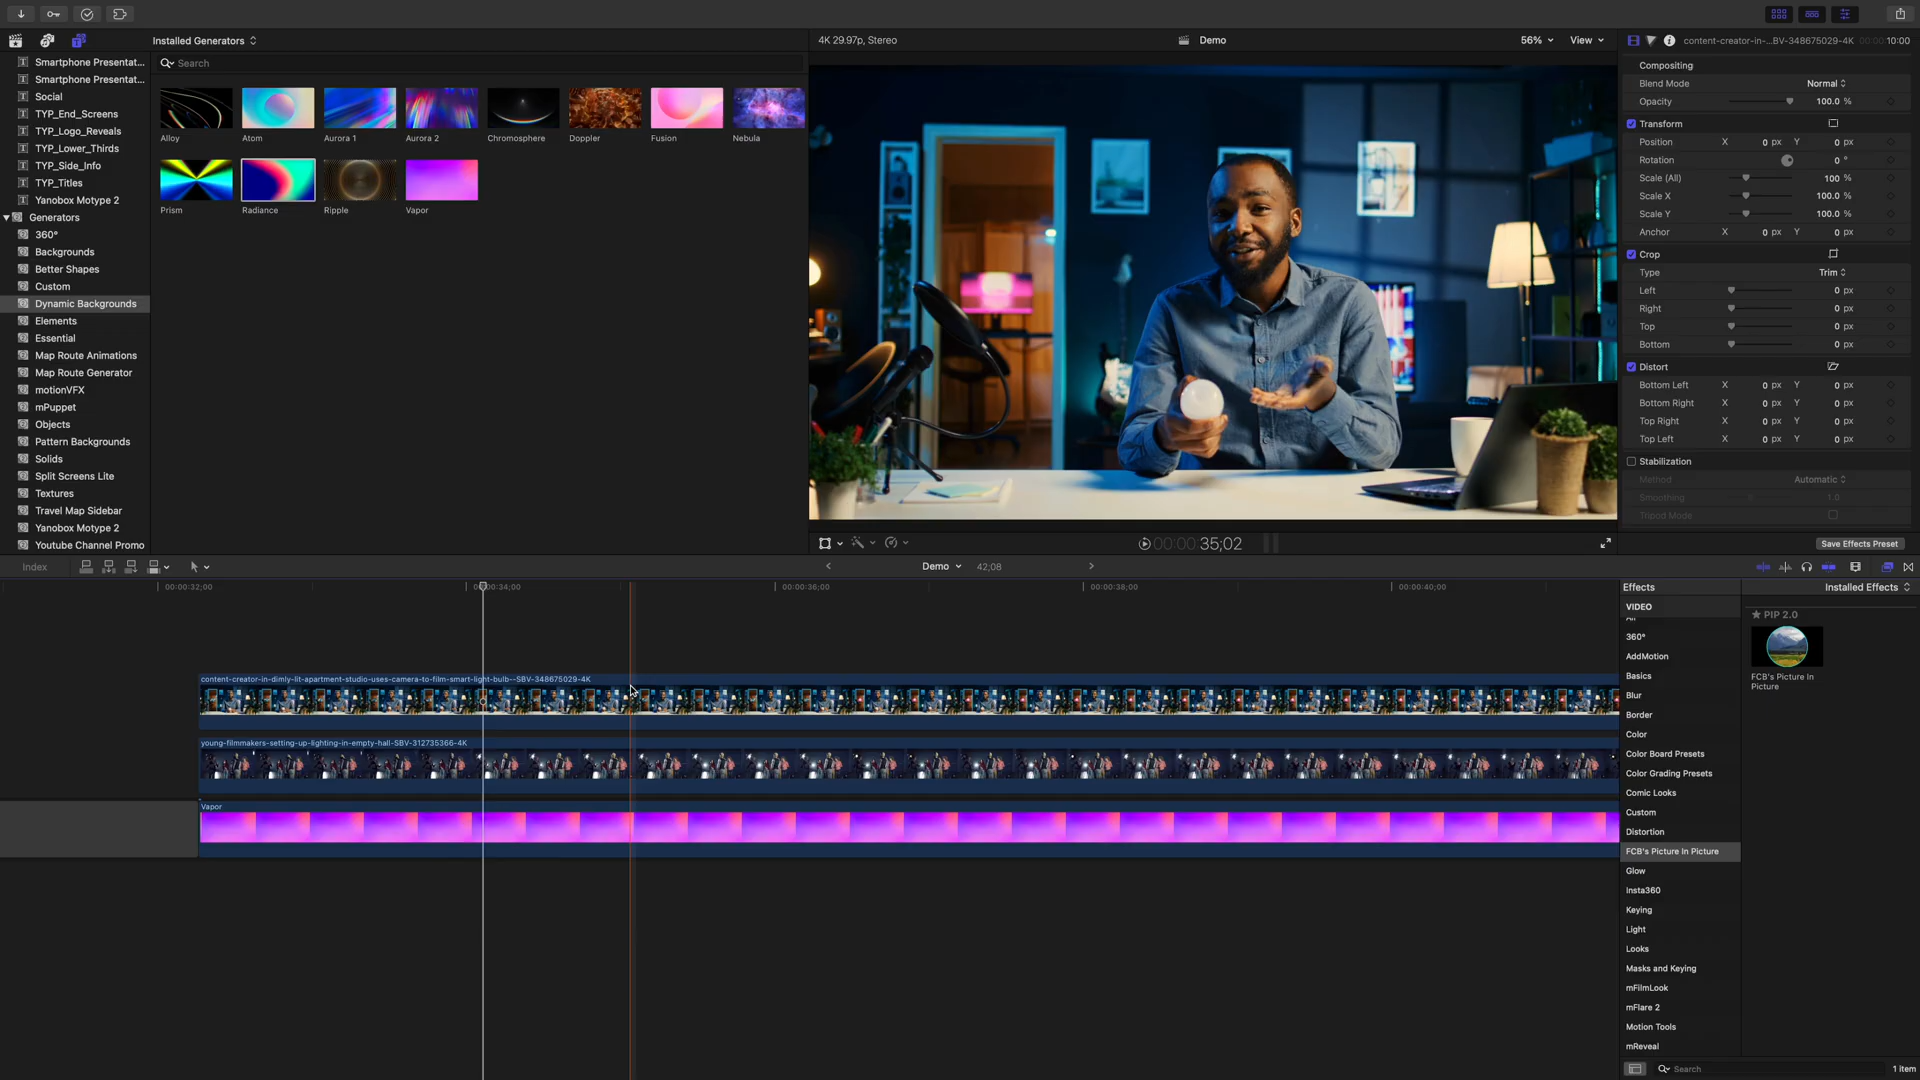 Installed Generators
4K 29.97p, Stereo
Demo
56%
View
content-creator-in-...BV-348675029-4K
10:00
Smartphone Presentat...
Smartphone Presentat...
Social
TYP_End_Screens
TYP_Logo_Reveals
TYP_Lower_Thirds
TYP_Side_Info
TYP_Titles
Yanobox Motype 2
Generators
360°
Backgrounds
Better Shapes
Custom
Dynamic Backgrounds
Elements
Essential
Map Route Animations
Map Route Generator
motionVFX
mPuppet
Objects
Pattern Backgrounds
Solids
Split Screens Lite
Textures
Travel Map Sidebar
Yanobox Motype 2
Youtube Channel Promo
Search
Alloy
Atom
Aurora 1
Aurora 2
Chromosphere
Doppler
Fusion
Nebula
Prism
Radiance
Ripple
Vapor
Compositing
Blend Mode Normal
Opacity 100.0 %
Transform
Position X 0 px Y 0 px
Rotation 0 °
Scale (All) 100 %
Scale X 100.0 %
Scale Y 100.0 %
Anchor X 0 px Y 0 px
Crop
Type Trim
Left 0 px
Right 0 px
Top 0 px
Bottom 0 px
Distort
Bottom Left X 0 px Y 0 px
Bottom Right X 0 px Y 0 px
Top Right X 0 px Y 0 px
Top Left X 0 px Y 0 px
Stabilization
Method Automatic
Smoothing 1.0
Tripod Mode
00:00 35;02
Save Effects Preset
Index
Demo
42;08
00:00:32;00
00:00:36;00
00:00:38;00
00:00:40;00
content-creator-in-dimly-lit-apartment-studio-uses-camera-to-film-smart-light-bulb--SBV-348675029-4K
young-filmmakers-setting-up-lighting-in-empty-hall-SBV-312735366-4K
Vapor
Effects
Installed Effects
VIDEO
All
360°
AddMotion
Basics
Blur
Border
Color
Color Board Presets
Color Grading Presets
Comic Looks
Custom
Distortion
FCB's Picture In Picture
Glow
Insta360
Keying
Light
Looks
Masks and Keying
mFilmLook
mFlare 2
Motion Tools
mReveal
PIP 2.0
FCB's Picture In
Picture
Search
1 item